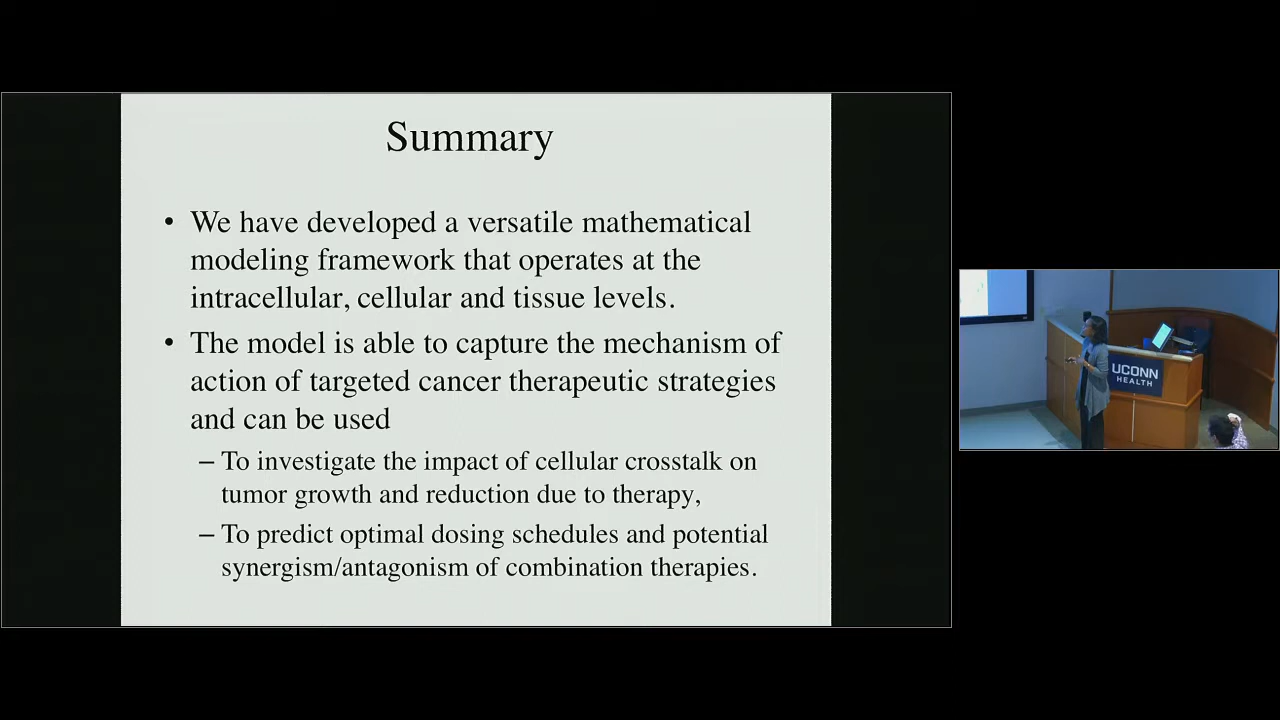 Summary
• We have developed a versatile mathematical
modeling framework that operates at the
intracellular, cellular and tissue levels.
• The model is able to capture the mechanism of
action of targeted cancer therapeutic strategies
and can be used
– To investigate the impact of cellular crosstalk on
tumor growth and reduction due to therapy,
– To predict optimal dosing schedules and potential
synergism/antagonism of combination therapies.
UCONN
HEALTH